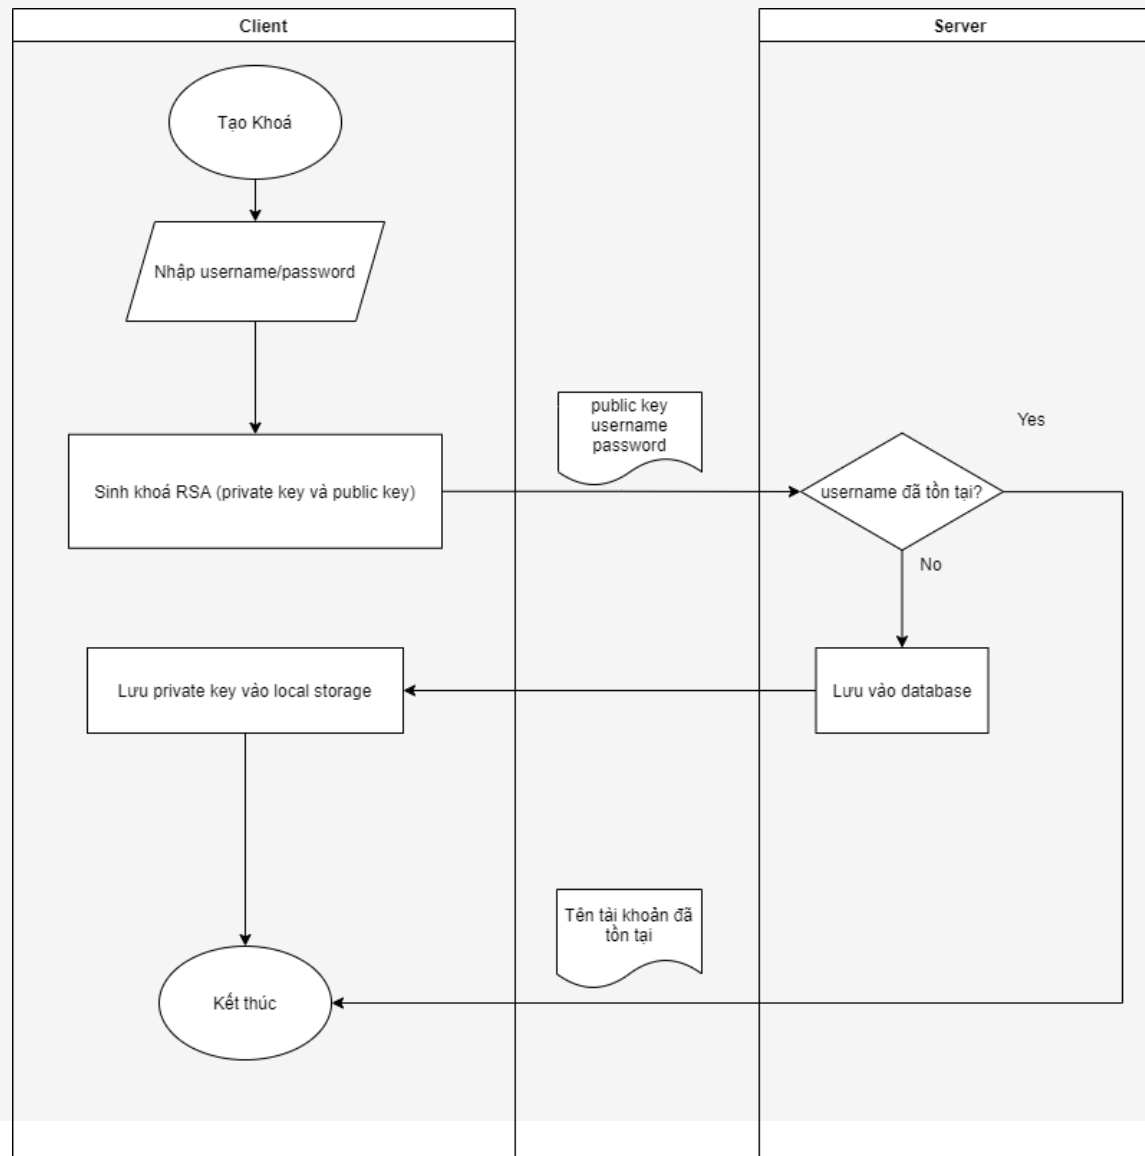 Client
Server
Tạo Khoá
Nhập username/password
public key
username
password
Yes
Sinh khoá RSA (private key và public key)
username đã tồn tại?
No
Lưu private key vào local storage
Lưu vào database
Tên tài khoản đã
tồn tại
Kết thúc